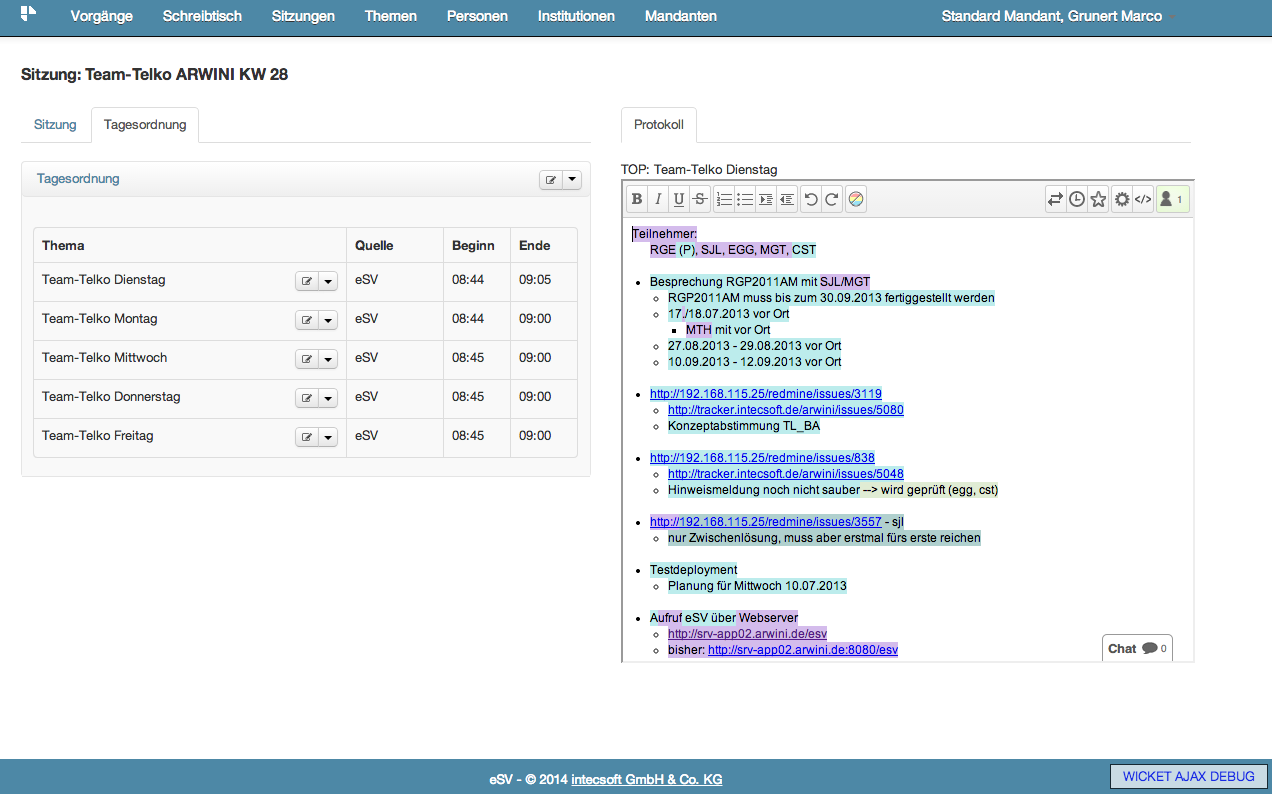 Vorgänge Schreibtisch Sitzungen Themen Personen Institutionen Mandanten Standard Mandant, Grunert Marco
Sitzung: Team-Telko ARWINI KW 28
Sitzung Tagesordnung
Tagesordnung
Thema Quelle Beginn Ende
Team-Telko Dienstag eSV 08:44 09:05
Team-Telko Montag eSV 08:44 09:00
Team-Telko Mittwoch eSV 08:45 09:00
Team-Telko Donnerstag eSV 08:45 09:00
Team-Telko Freitag eSV 08:45 09:00
Protokoll
TOP: Team-Telko Dienstag
B I U S </> 1
Teilnehmer:
RGE (P), SJL, EGG, MGT, CST
Besprechung RGP2011AM mit SJL/MGT
RGP2011AM muss bis zum 30.09.2013 fertiggestellt werden
17./18.07.2013 vor Ort
MTH mit vor Ort
27.08.2013 - 29.08.2013 vor Ort
10.09.2013 - 12.09.2013 vor Ort
http://192.168.115.25/redmine/issues/3119
http://tracker.intecsoft.de/arwini/issues/5080
Konzeptabstimmung TL_BA
http://192.168.115.25/redmine/issues/838
http://tracker.intecsoft.de/arwini/issues/5048
Hinweismeldung noch nicht sauber --> wird geprüft (egg, cst)
http://192.168.115.25/redmine/issues/3557 - sjl
nur Zwischenlösung, muss aber erstmal fürs erste reichen
Testdeployment
Planung für Mittwoch 10.07.2013
Aufruf eSV über Webserver
http://srv-app02.arwini.de/esv
bisher: http://srv-app02.arwini.de:8080/esv
Chat 0
eSV - © 2014 intecsoft GmbH & Co. KG
WICKET AJAX DEBUG